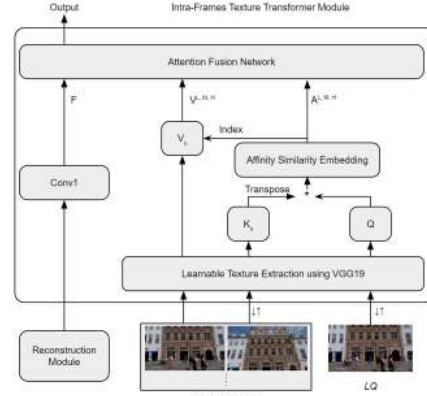 Output
Intra-Frames Texture Transformer Module
Attention Fusion Network
F
V^L, M, H
A^L, M, H
Index
V_s
Affinity Similarity Embedding
Conv1
Transpose
*
K_s
Q
Learnable Texture Extraction using VGG19
↓↑
↓↑
Reconstruction
Module
LQ